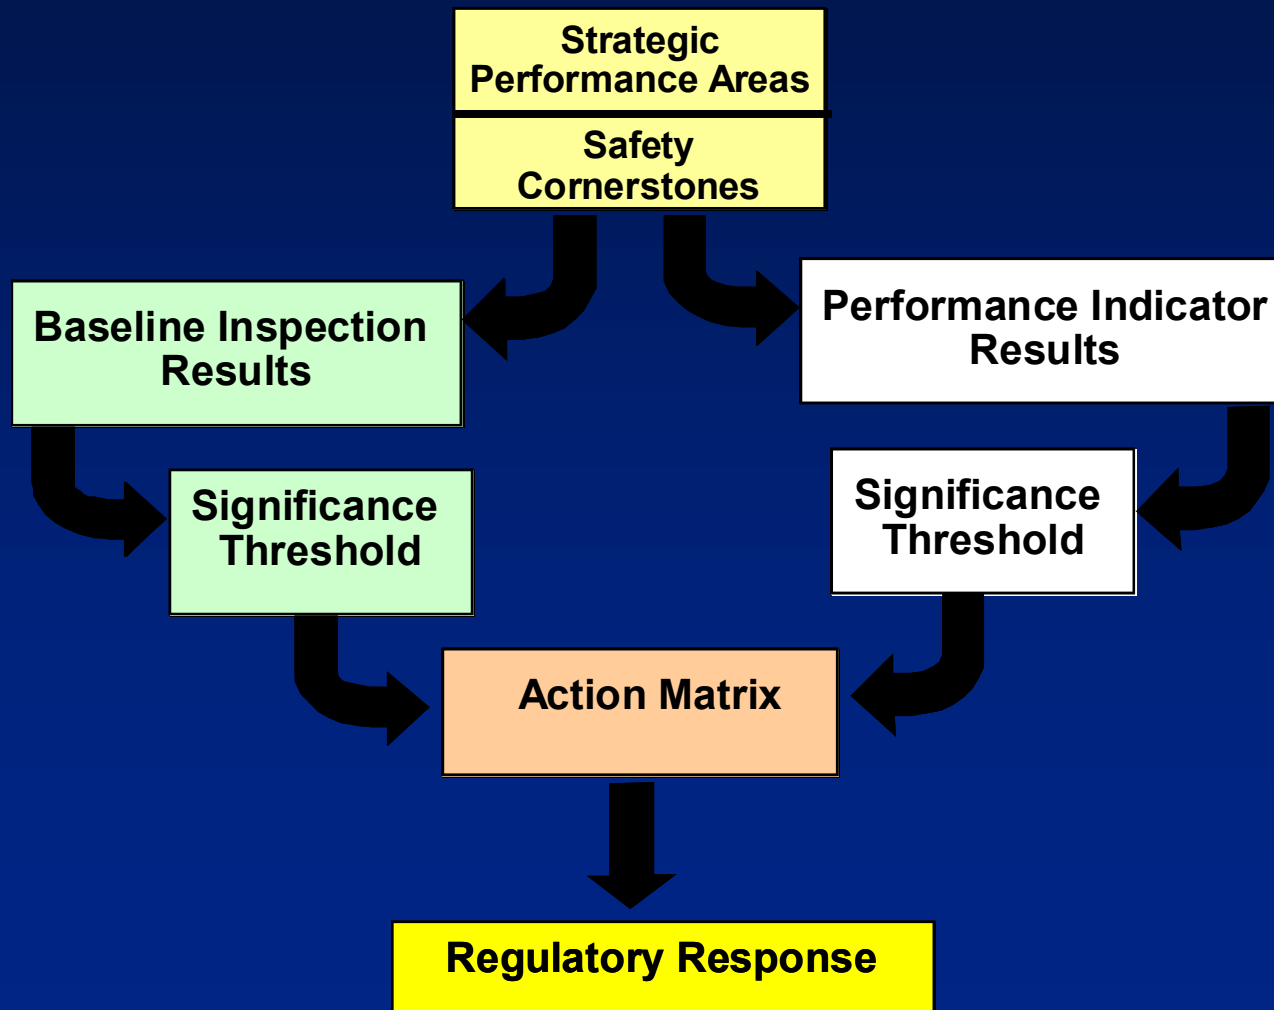 Strategic
Performance Areas
Safety
Cornerstones
Baseline Inspection
Results
Performance Indicator
Results
Significance
Threshold
Significance
Threshold
Action Matrix
Regulatory Response